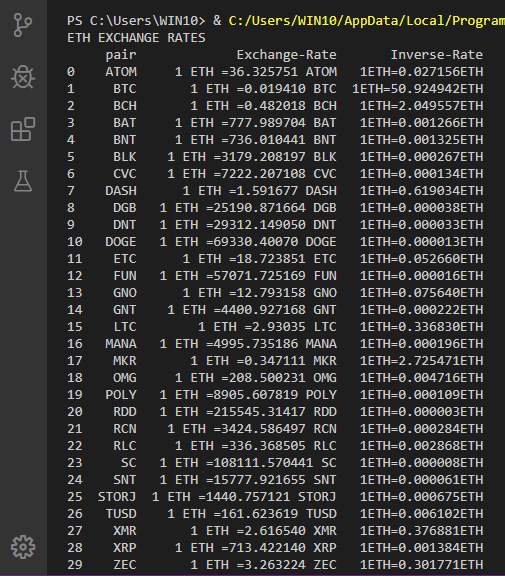 PS C:\Users\WIN10> & C:/Users/WIN10/AppData/Local/Program
ETH EXCHANGE RATES
pair Exchange-Rate Inverse-Rate
0 ATOM 1 ETH =36.325751 ATOM 1ETH=0.027156ETH
1 BTC 1 ETH =0.019410 BTC 1ETH=50.924942ETH
2 BCH 1 ETH =0.482018 BCH 1ETH=2.049557ETH
3 BAT 1 ETH =777.989704 BAT 1ETH=0.001266ETH
4 BNT 1 ETH =736.010441 BNT 1ETH=0.001325ETH
5 BLK 1 ETH =3179.208197 BLK 1ETH=0.000267ETH
6 CVC 1 ETH =7222.207108 CVC 1ETH=0.000134ETH
7 DASH 1 ETH =1.591677 DASH 1ETH=0.619034ETH
8 DGB 1 ETH =25190.871664 DGB 1ETH=0.000038ETH
9 DNT 1 ETH =29312.149050 DNT 1ETH=0.000033ETH
10 DOGE 1 ETH =69330.40070 DOGE 1ETH=0.000013ETH
11 ETC 1 ETH =18.723851 ETC 1ETH=0.052660ETH
12 FUN 1 ETH =57071.725169 FUN 1ETH=0.000016ETH
13 GNO 1 ETH =12.793158 GNO 1ETH=0.075640ETH
14 GNT 1 ETH =4400.927168 GNT 1ETH=0.000222ETH
15 LTC 1 ETH =2.93035 LTC 1ETH=0.336830ETH
16 MANA 1 ETH =4995.735186 MANA 1ETH=0.000196ETH
17 MKR 1 ETH =0.347111 MKR 1ETH=2.725471ETH
18 OMG 1 ETH =208.500231 OMG 1ETH=0.004716ETH
19 POLY 1 ETH =8905.607819 POLY 1ETH=0.000109ETH
20 RDD 1 ETH =215545.31417 RDD 1ETH=0.000003ETH
21 RCN 1 ETH =3424.586497 RCN 1ETH=0.000284ETH
22 RLC 1 ETH =336.368505 RLC 1ETH=0.002868ETH
23 SC 1 ETH =108111.570441 SC 1ETH=0.000008ETH
24 SNT 1 ETH =15777.921655 SNT 1ETH=0.000061ETH
25 STORJ 1 ETH =1440.757121 STORJ 1ETH=0.000675ETH
26 TUSD 1 ETH =161.623619 TUSD 1ETH=0.006102ETH
27 XMR 1 ETH =2.616540 XMR 1ETH=0.376881ETH
28 XRP 1 ETH =713.422140 XRP 1ETH=0.001384ETH
29 ZEC 1 ETH =3.263224 ZEC 1ETH=0.301771ETH